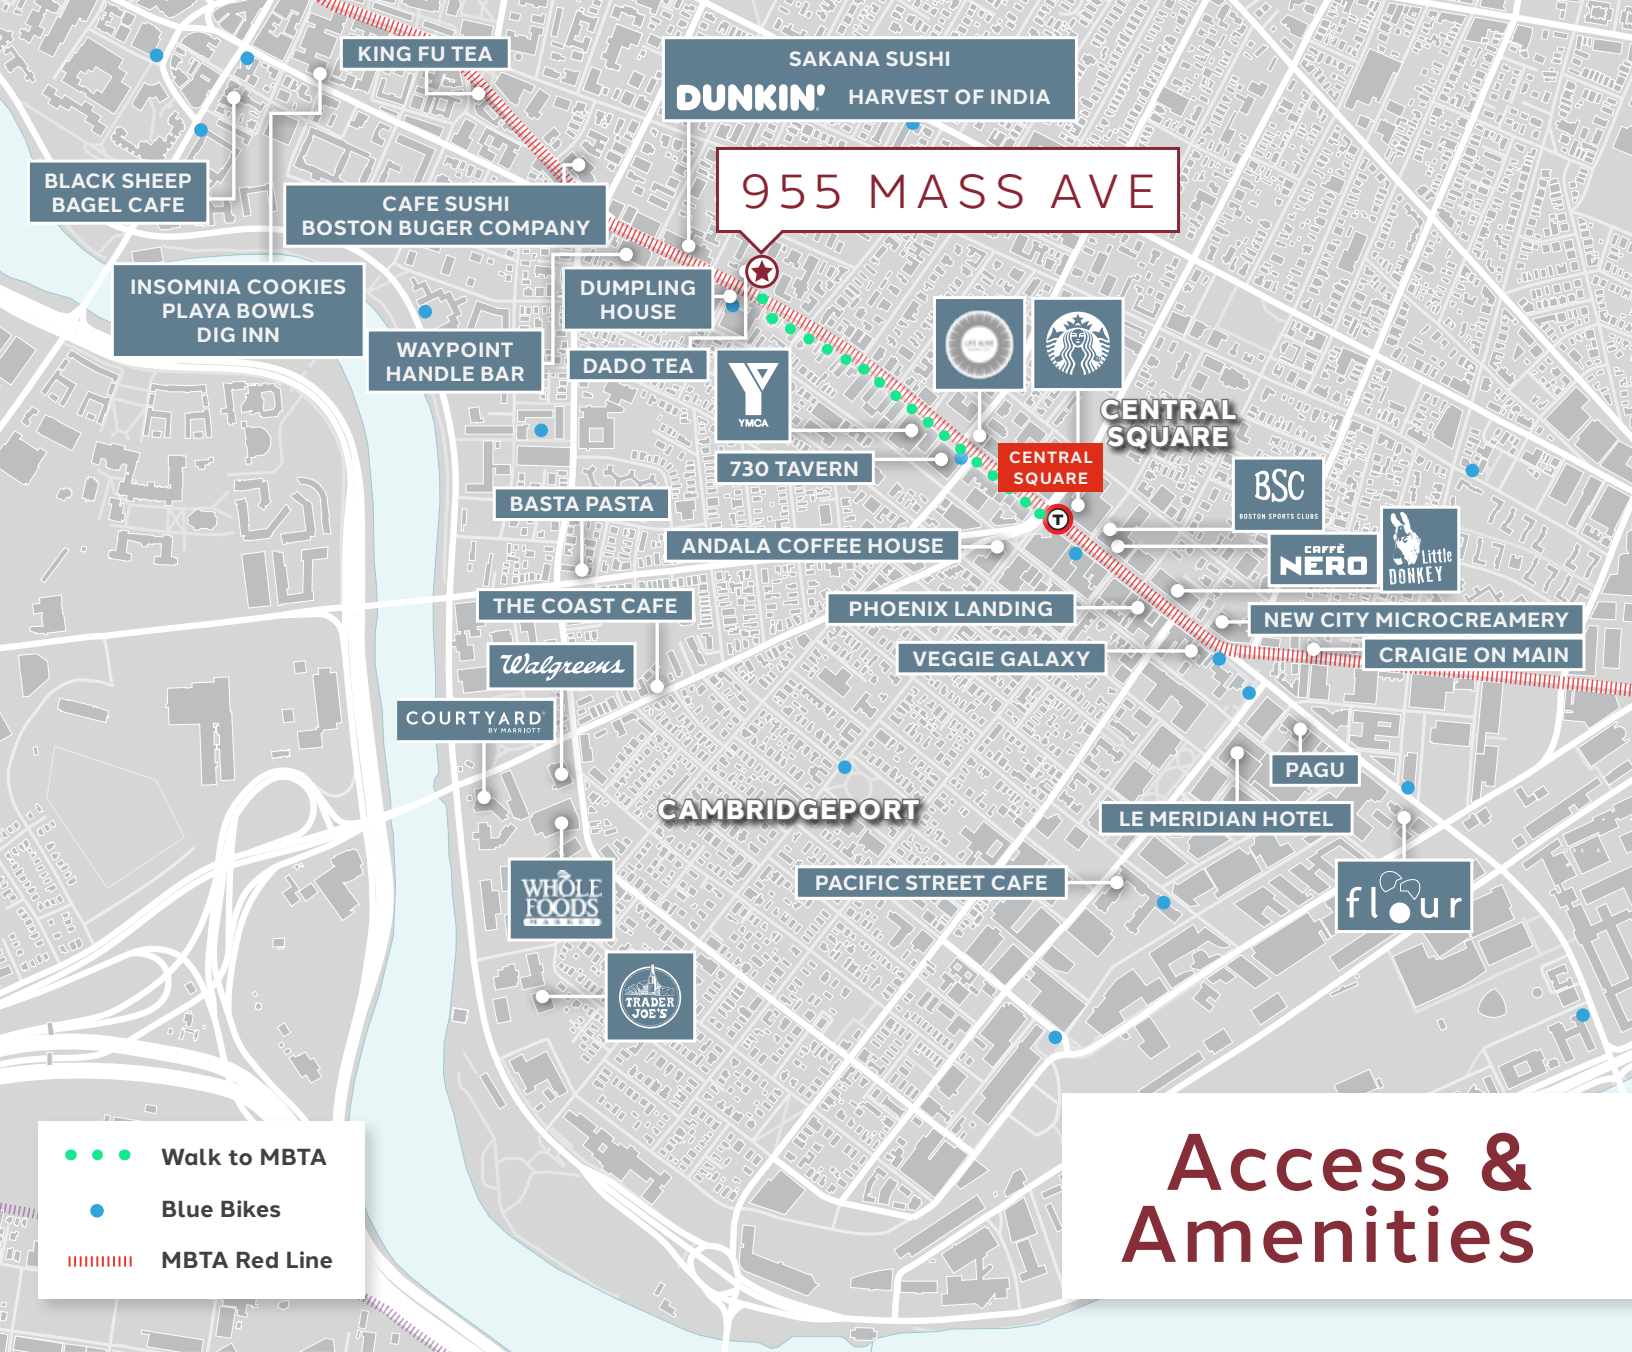 KING FU TEA
SAKANA SUSHI
DUNKIN' HARVEST OF INDIA
BLACK SHEEP
BAGEL CAFE
CAFE SUSHI
BOSTON BUGER COMPANY
955 MASS AVE
INSOMNIA COOKIES
PLAYA BOWLS
DIG INN
DUMPLING
HOUSE
WAYPOINT
HANDLE BAR
DADO TEA
YMCA
CENTRAL
SQUARE
730 TAVERN
CENTRAL
SQUARE
T
BSC
BOSTON SPORTS CLUBS
BASTA PASTA
ANDALA COFFEE HOUSE
CAFFÈ
NERO
Little
DONKEY
THE COAST CAFE
PHOENIX LANDING
NEW CITY MICROCREAMERY
VEGGIE GALAXY
CRAIGIE ON MAIN
Walgreens
COURTYARD
BY MARRIOTT
PAGU
CAMBRIDGEPORT
LE MERIDIAN HOTEL
PACIFIC STREET CAFE
WHOLE
FOODS
MARKET
flour
TRADER
JOE'S
Walk to MBTA
Blue Bikes
MBTA Red Line
Access &
Amenities